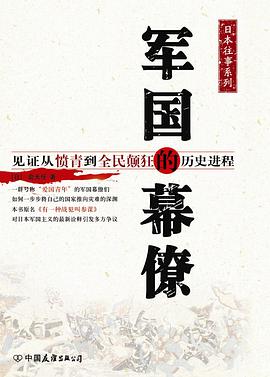 日本往事系列
军国幕僚
见证从愤青到全民颠狂的历史进程
[日] 俞天任 著
一群号称“爱国青年”的军国幕僚们
如何一步步将自己的国家推向灾难的深渊
本书原名《有一种战犯叫参谋》
对日本军国主义的最新诠释引发多方争议
中国友谊出版公司